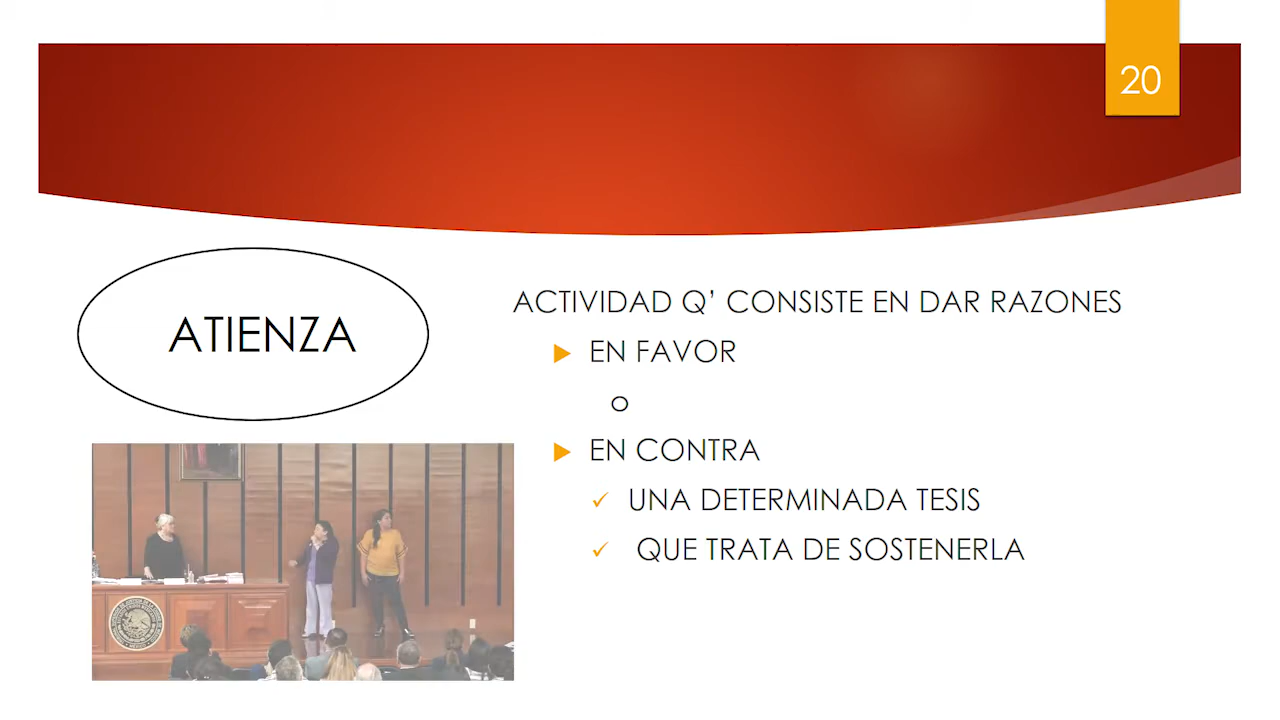 20
ATIENZA
ACTIVIDAD Q’ CONSISTE EN DAR RAZONES
EN FAVOR
o
EN CONTRA
UNA DETERMINADA TESIS
QUE TRATA DE SOSTENERLA